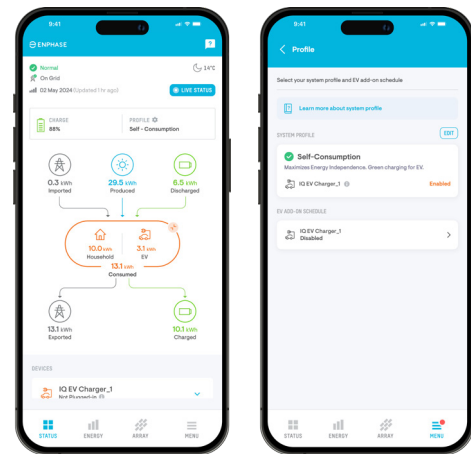 9:41
ENPHASE
?
Normal
14°C
On Grid
02 May 2024 (Updated 1 hr ago)
LIVE STATUS
CHARGE
88%
PROFILE
Self - Consumption
0.3 kWh
Imported
29.5 kWh
Produced
6.5 kWh
Discharged
10.0 kWh
Household
3.1 kWh
EV
13.1 kWh
Consumed
13.1 kWh
Exported
10.1 kWh
Charged
DEVICES
IQ EV Charger_1
Not Plugged-in
STATUS
ENERGY
ARRAY
MENU
9:41
Profile
Select your system profile and EV add-on schedule
Learn more about system profile
SYSTEM PROFILE
EDIT
Self-Consumption
Maximizes Energy Independence. Green charging for EV.
IQ EV Charger_1
Enabled
EV ADD-ON SCHEDULE
IQ EV Charger_1
Disabled
STATUS
ENERGY
ARRAY
MENU